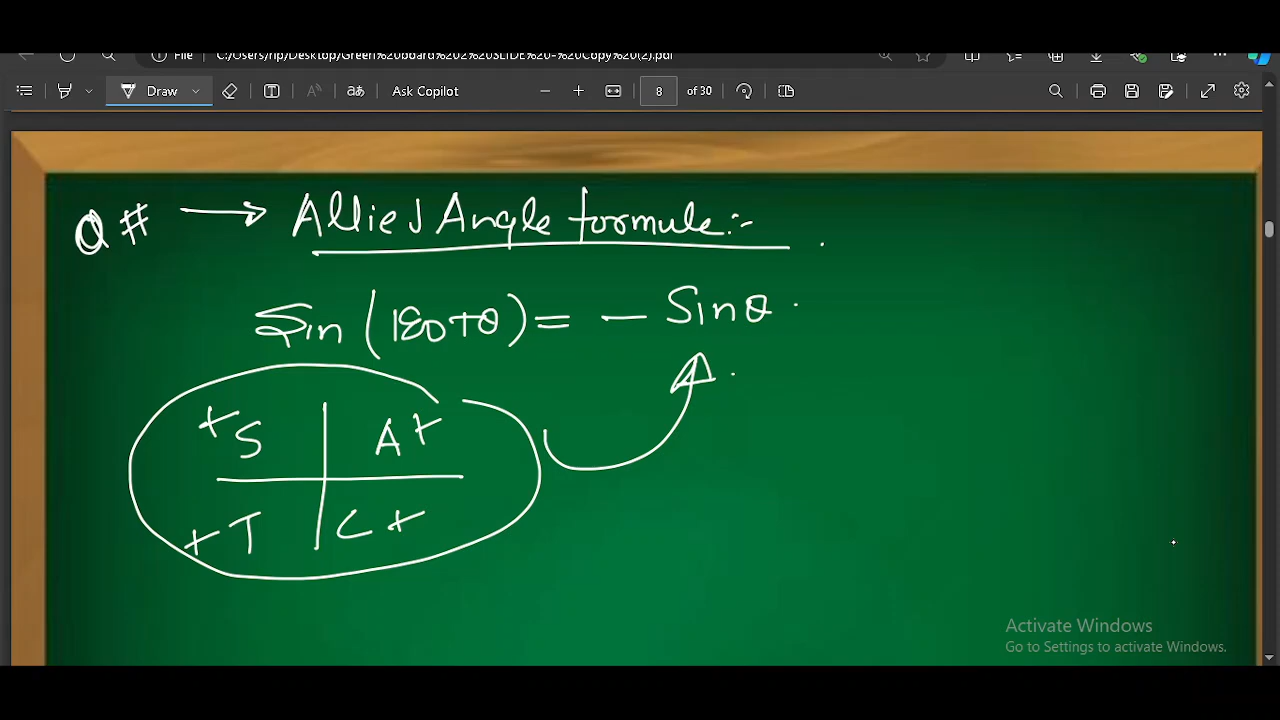 File C:/Users/hp/Desktop/Green%20board%202%20SLIDE%20-%20Copy%20(2).pdf
Draw Ask Copilot 8 of 30
Q # → Allied Angle formule:-
Sin (180+θ) = - Sinθ
+S A+
+T C+
Activate Windows
Go to Settings to activate Windows.